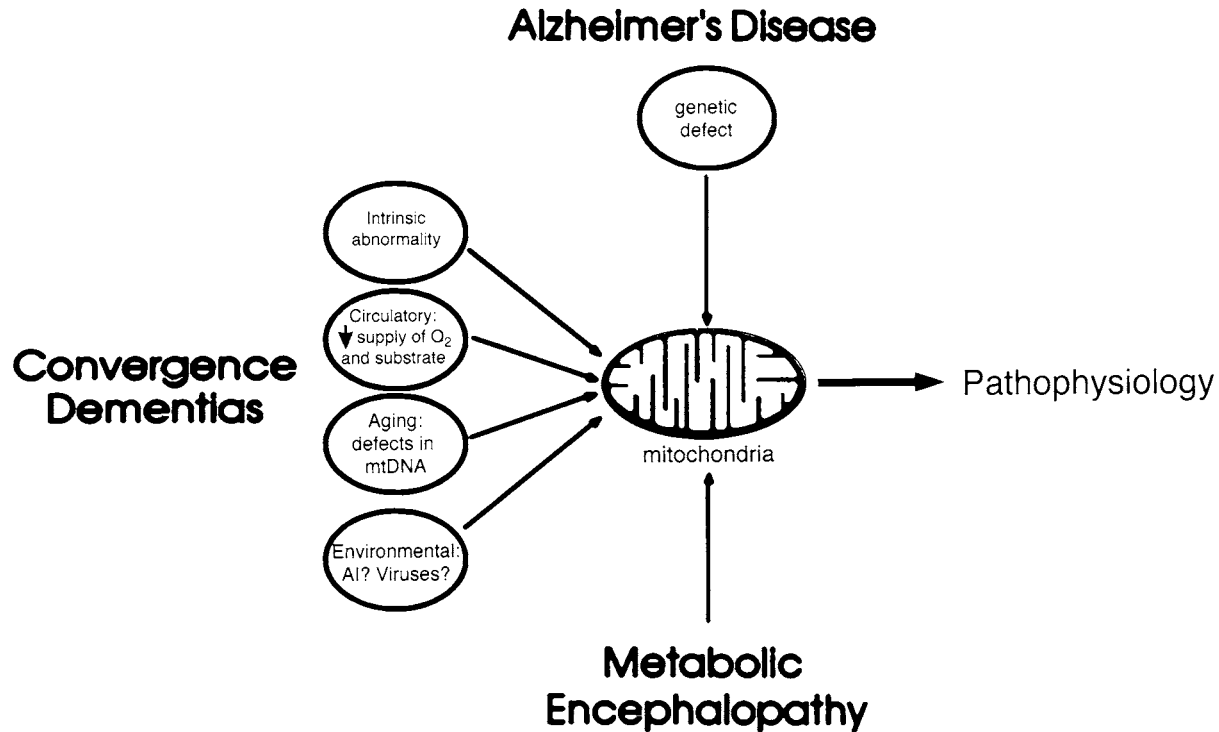 Alzheimer's Disease
genetic
defect
Intrinsic
abnormality
Circulatory:
↓ supply of O₂
and substrate
Convergence
Dementias
Aging:
defects in
mtDNA
Environmental:
Al? Viruses?
mitochondria
Pathophysiology
Metabolic
Encephalopathy